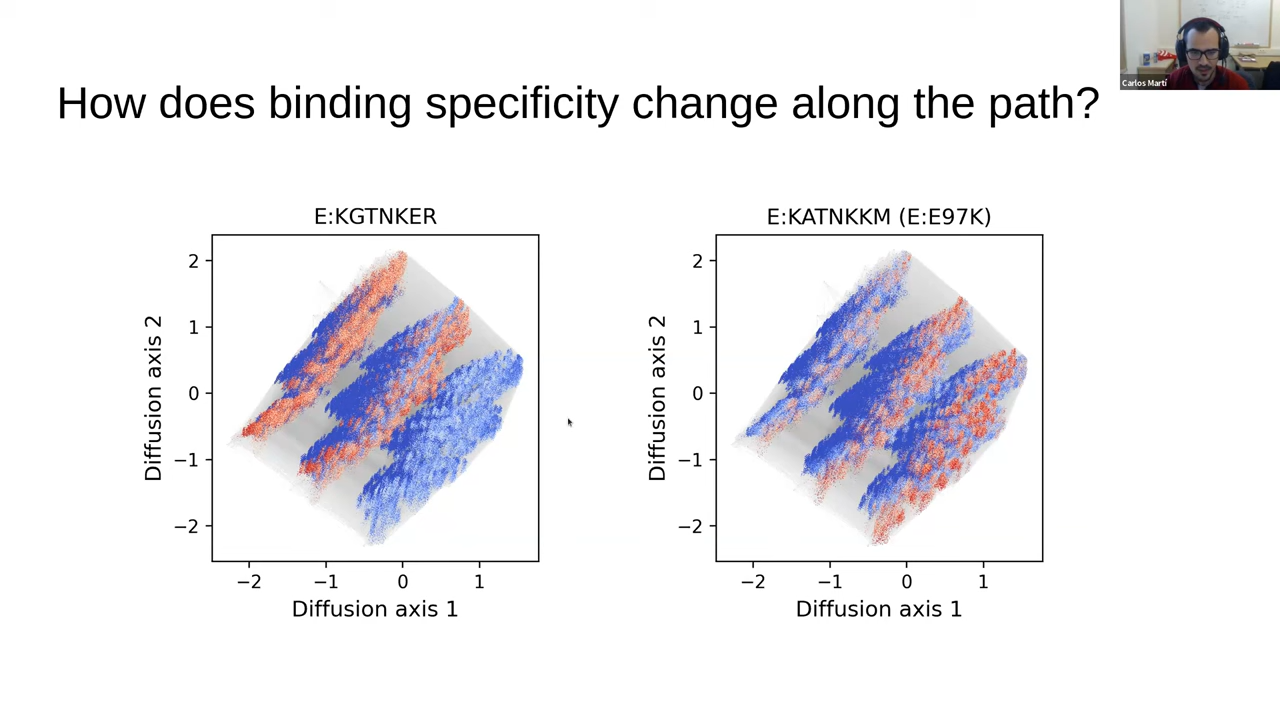 Carlos Martí
How does binding specificity change along the path?
E:KGTNKER
2
1
0
−1
−2
Diffusion axis 2
−2
−1
0
1
Diffusion axis 1
E:KATNKKM (E:E97K)
2
1
0
−1
−2
Diffusion axis 2
−2
−1
0
1
Diffusion axis 1